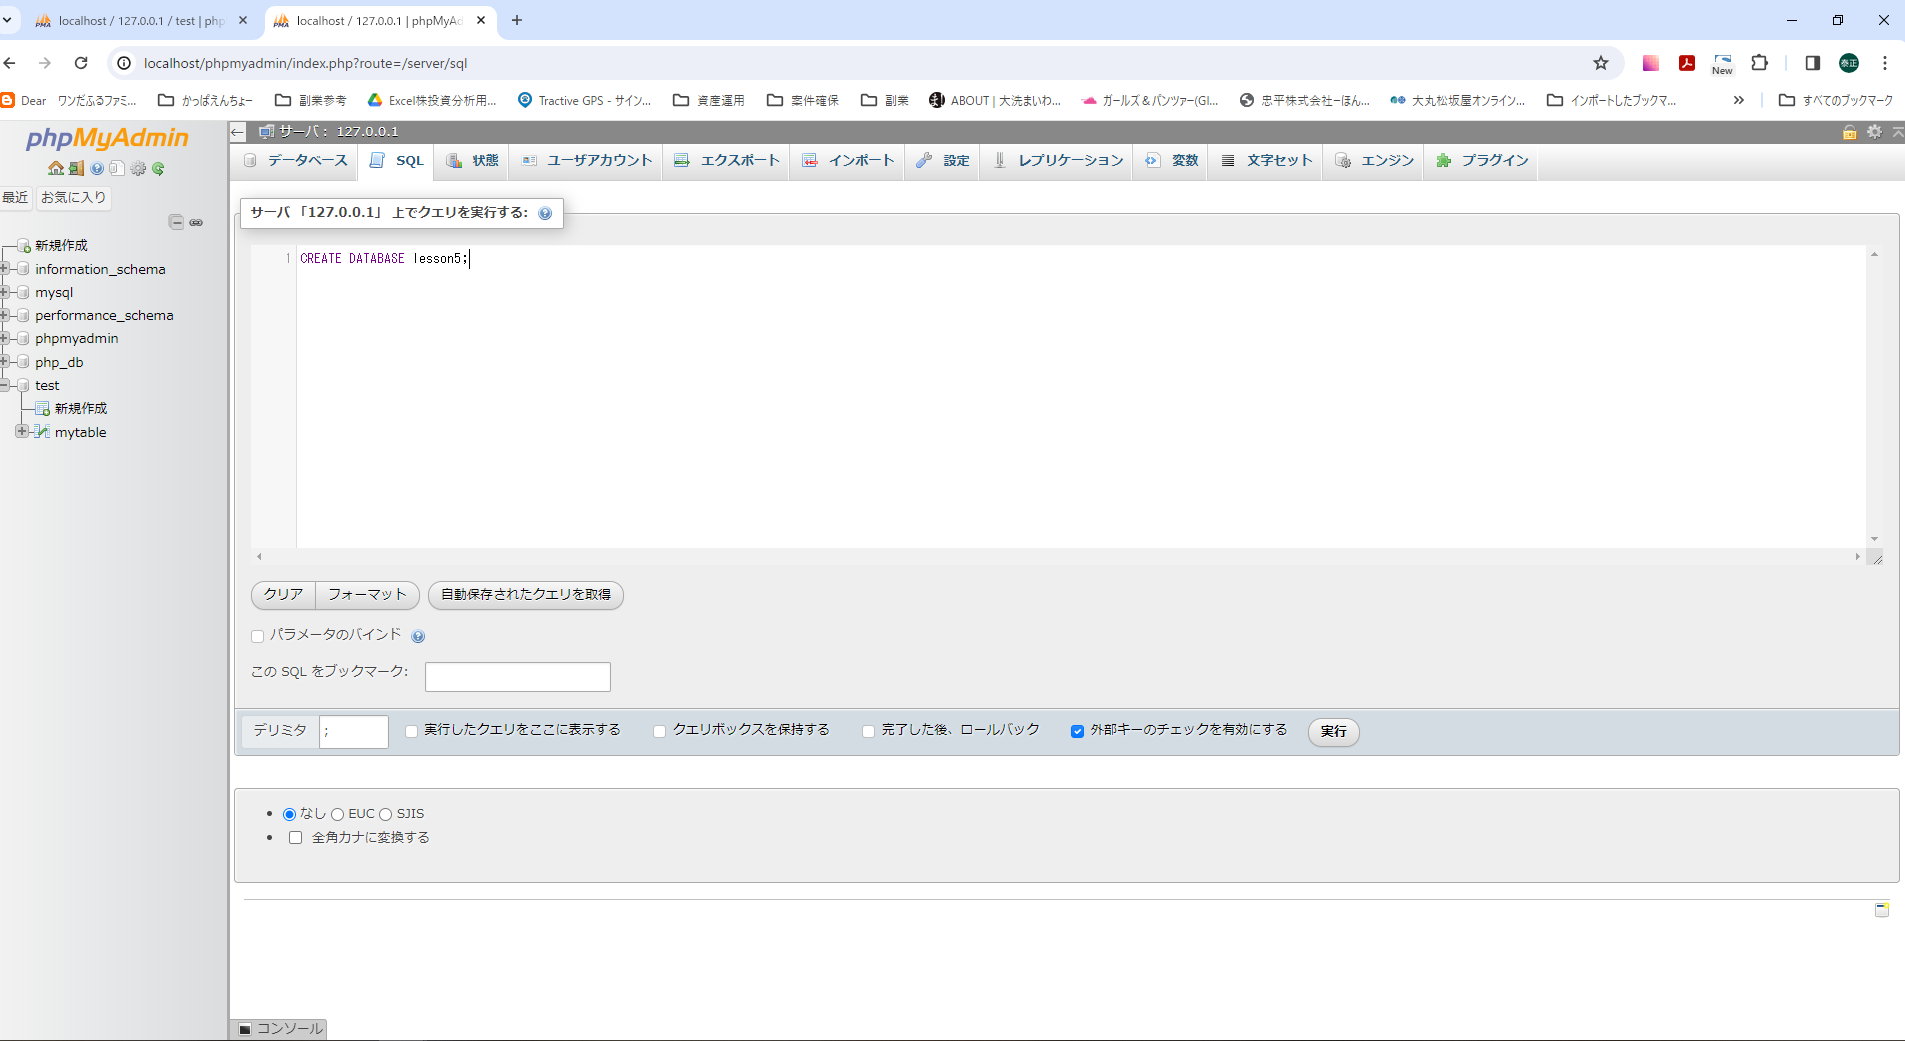 localhost / 127.0.0.1 / test | php
localhost / 127.0.0.1 | phpMyAd
localhost/phpmyadmin/index.php?route=/server/sql
New
泰正
Dear ワンだふるファミ...
かっぱえんちょー
副業参考
Excel株投資分析用...
Tractive GPS - サイン...
資産運用
案件確保
副業
ABOUT | 大洗まいわ...
ガールズ＆パンツァー(GI...
忠平株式会社ーほん...
大丸松坂屋オンライン...
インポートしたブックマ...
すべてのブックマーク
phpMyAdmin
最近 お気に入り
新規作成
information_schema
mysql
performance_schema
phpmyadmin
php_db
test
新規作成
mytable
サーバ： 127.0.0.1
データベース SQL 状態 ユーザアカウント エクスポート インポート 設定 レプリケーション 変数 文字セット エンジン プラグイン
サーバ 「127.0.0.1」 上でクエリを実行する:
1 CREATE DATABASE lesson5;
クリア フォーマット 自動保存されたクエリを取得
パラメータのバインド
この SQL をブックマーク:
デリミタ ; 実行したクエリをここに表示する クエリボックスを保持する 完了した後、ロールバック 外部キーのチェックを有効にする 実行
なし EUC SJIS
全角カナに変換する
コンソール